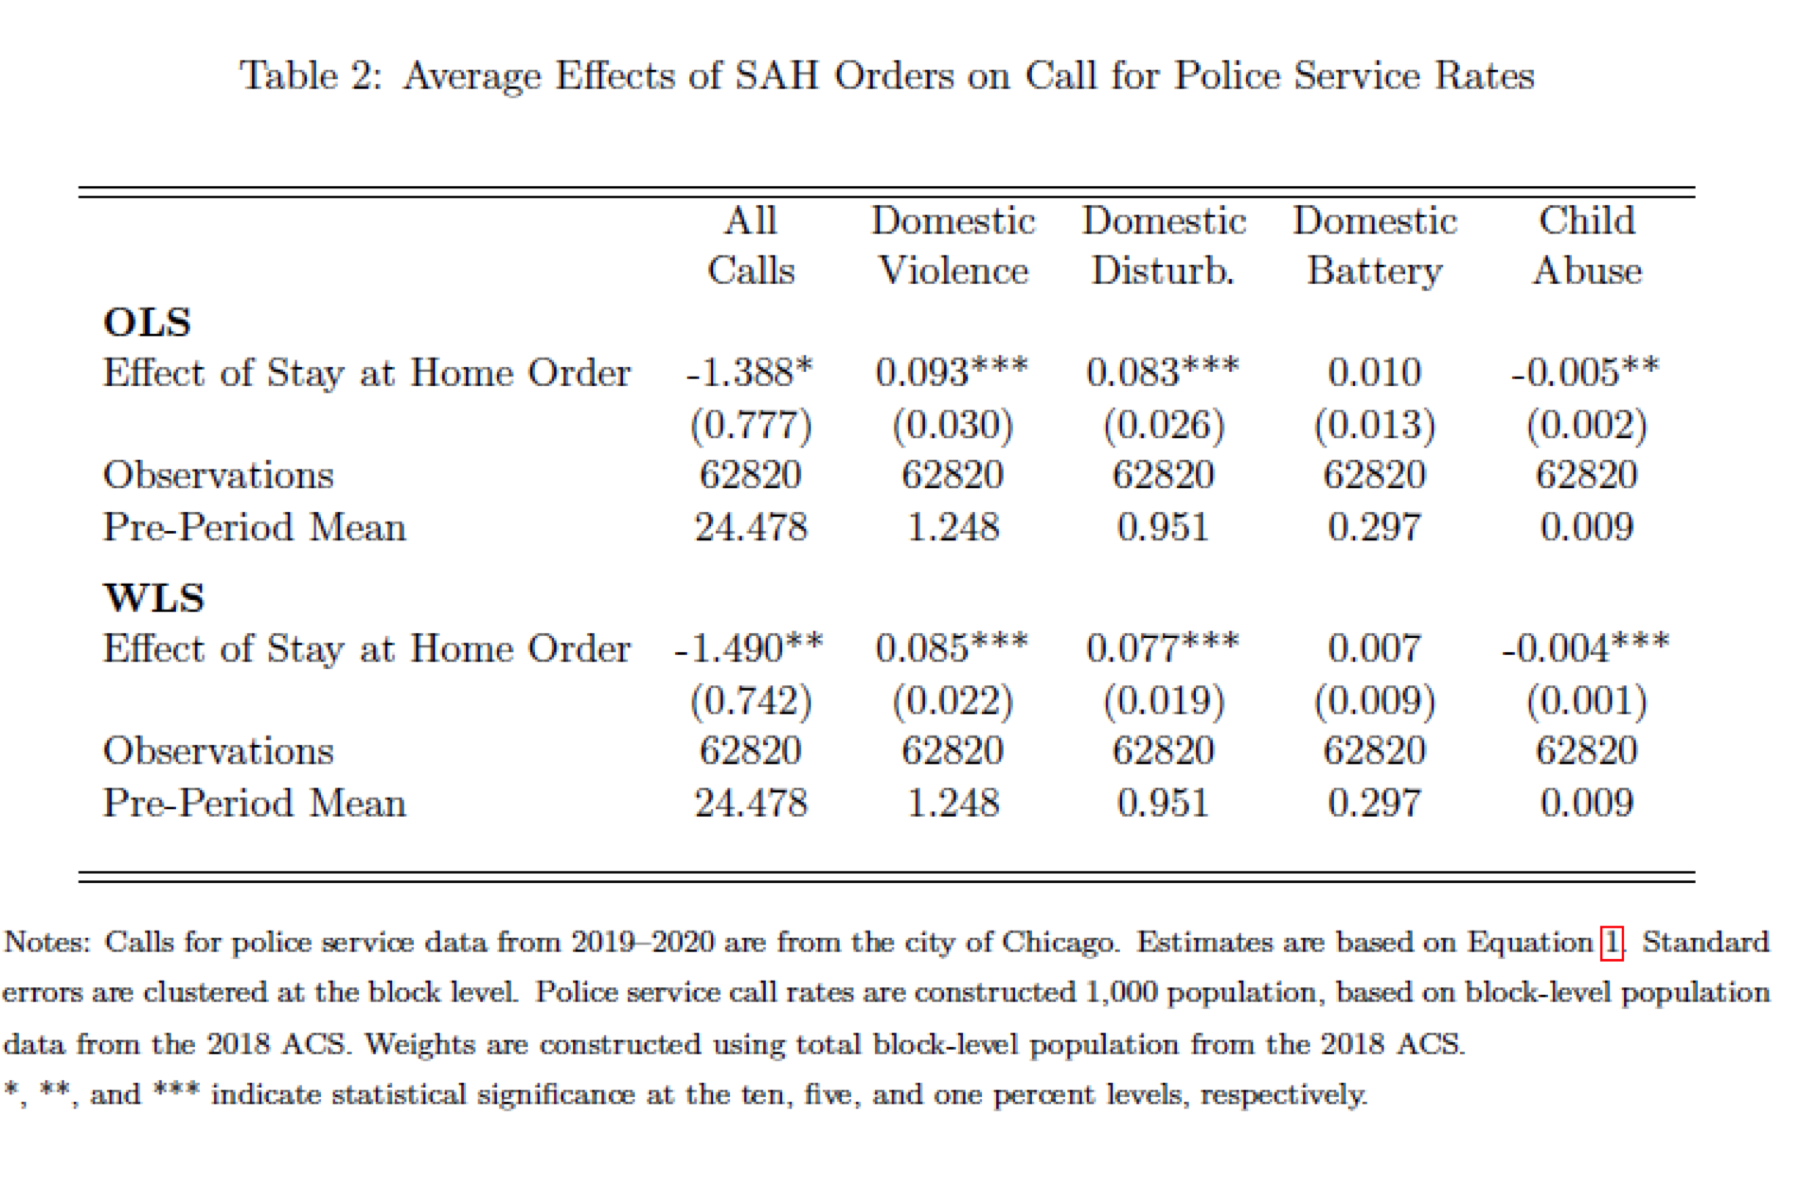 Table 2: Average Effects of SAH Orders on Call for Police Service Rates
All Domestic Domestic Domestic Child
Calls Violence Disturb. Battery Abuse
OLS
Effect of Stay at Home Order -1.388* 0.093*** 0.083*** 0.010 -0.005**
(0.777) (0.030) (0.026) (0.013) (0.002)
Observations 62820 62820 62820 62820 62820
Pre-Period Mean 24.478 1.248 0.951 0.297 0.009
WLS
Effect of Stay at Home Order -1.490** 0.085*** 0.077*** 0.007 -0.004***
(0.742) (0.022) (0.019) (0.009) (0.001)
Observations 62820 62820 62820 62820 62820
Pre-Period Mean 24.478 1.248 0.951 0.297 0.009
Notes: Calls for police service data from 2019–2020 are from the city of Chicago. Estimates are based on Equation 1. Standard
errors are clustered at the block level. Police service call rates are constructed 1,000 population, based on block-level population
data from the 2018 ACS. Weights are constructed using total block-level population from the 2018 ACS.
*, **, and *** indicate statistical significance at the ten, five, and one percent levels, respectively.